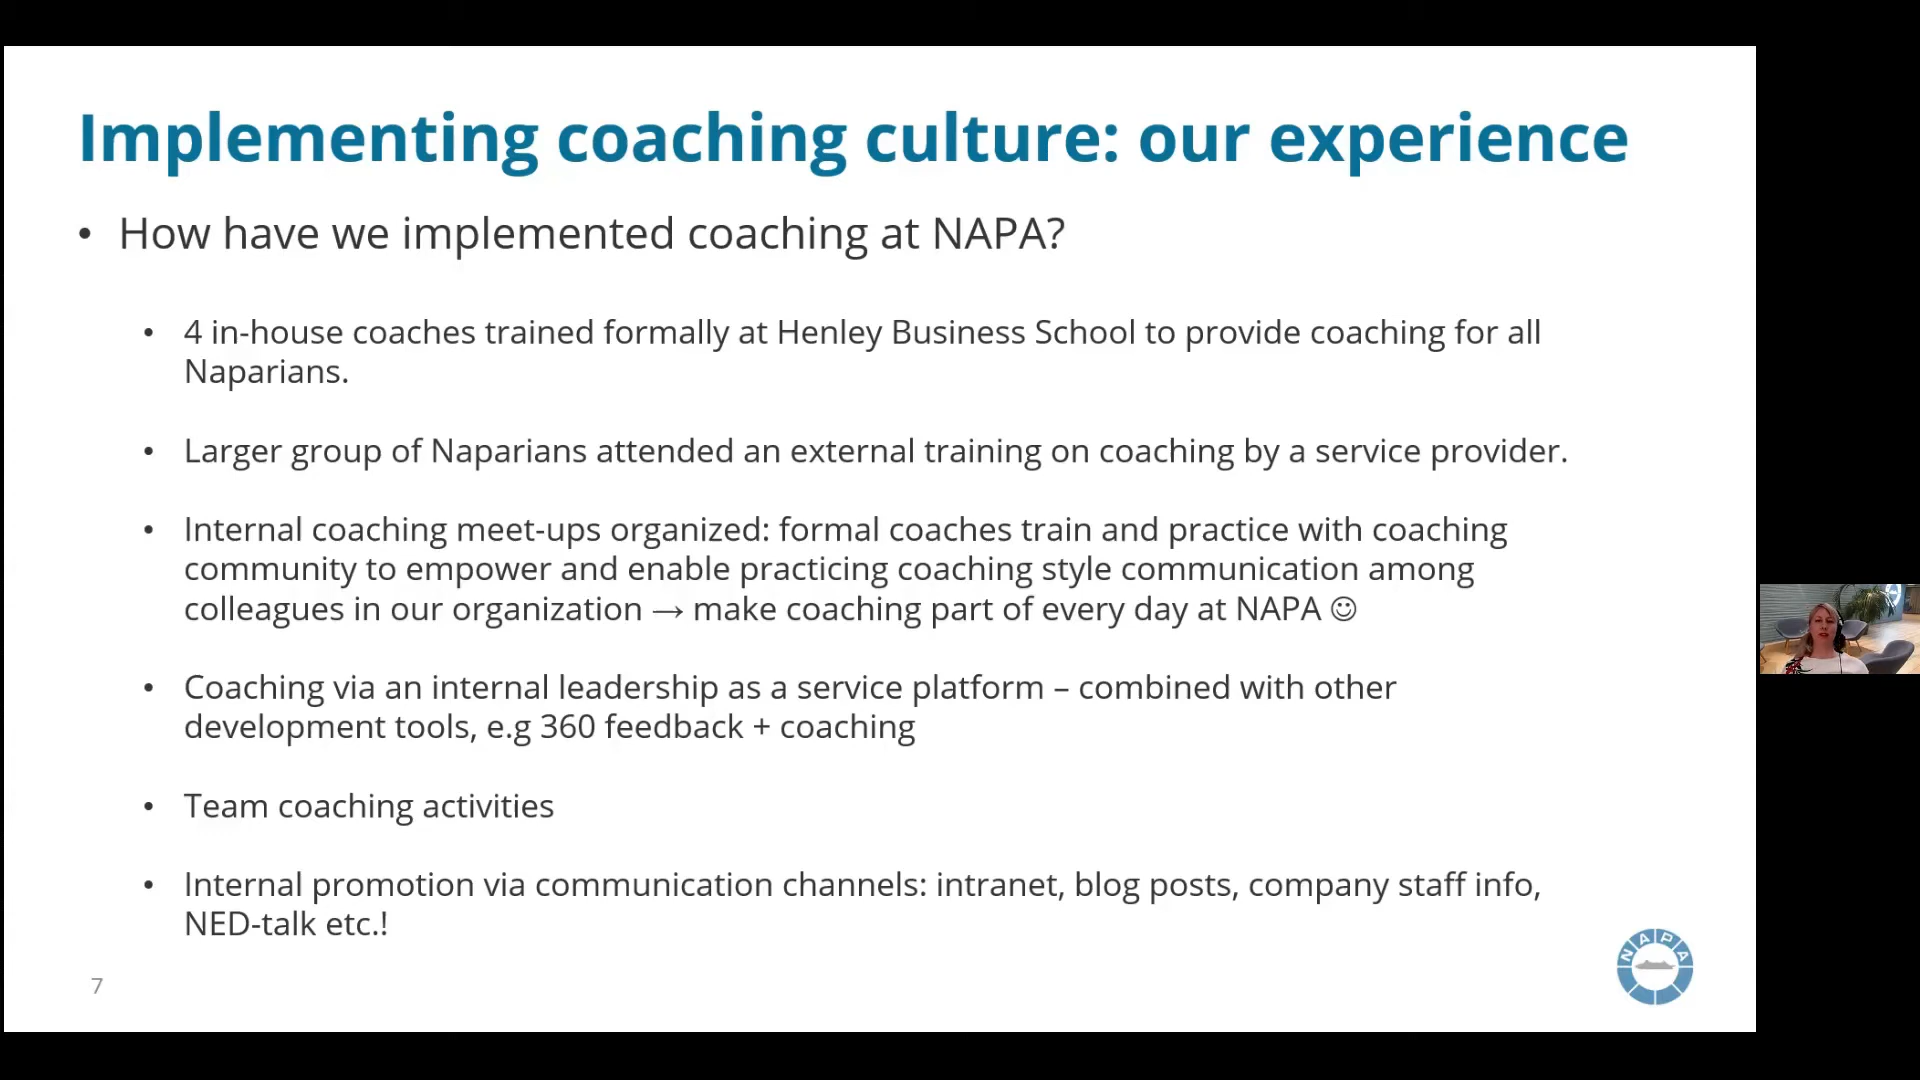 Implementing coaching culture: our experience
• How have we implemented coaching at NAPA?
• 4 in-house coaches trained formally at Henley Business School to provide coaching for all
Naparians.
• Larger group of Naparians attended an external training on coaching by a service provider.
• Internal coaching meet-ups organized: formal coaches train and practice with coaching
community to empower and enable practicing coaching style communication among
colleagues in our organization → make coaching part of every day at NAPA ☺
• Coaching via an internal leadership as a service platform – combined with other
development tools, e.g 360 feedback + coaching
• Team coaching activities
• Internal promotion via communication channels: intranet, blog posts, company staff info,
NED-talk etc.!
7
NAPA